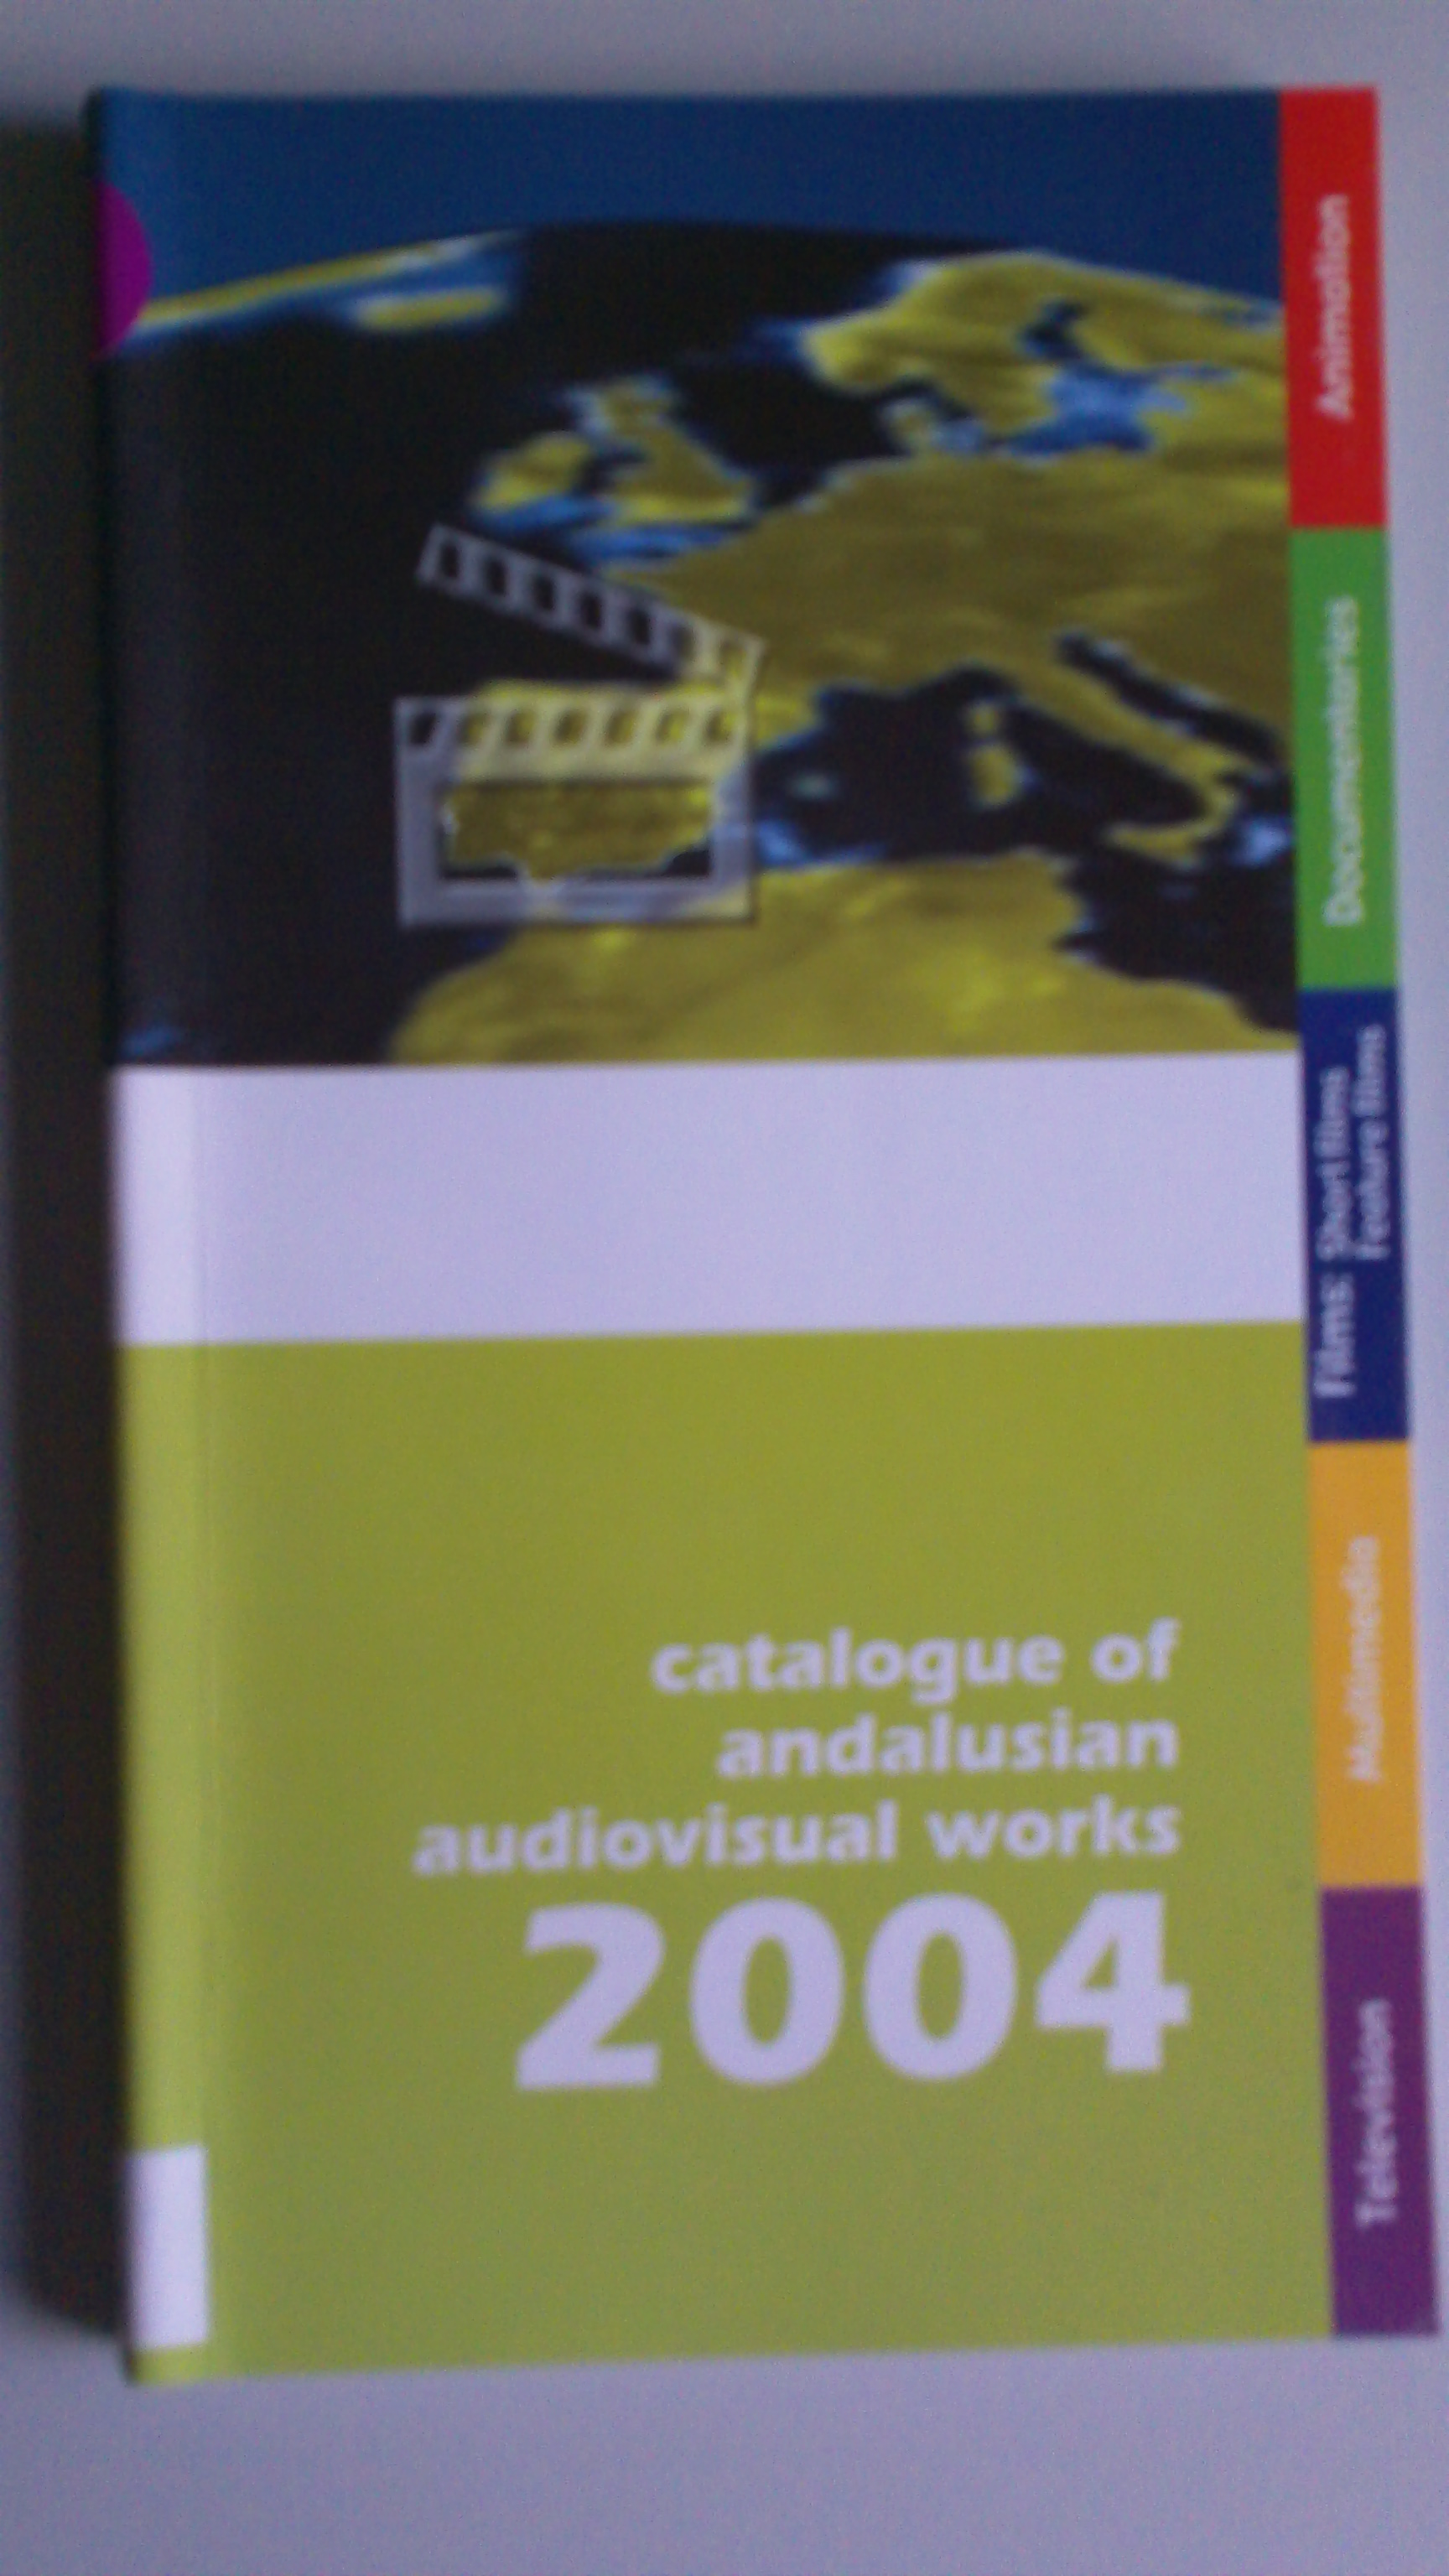 catalogue of
andalusian
audiovisual works
2004
Animation
Documentaries
Films: Short films
Feature films
Multimedia
Television